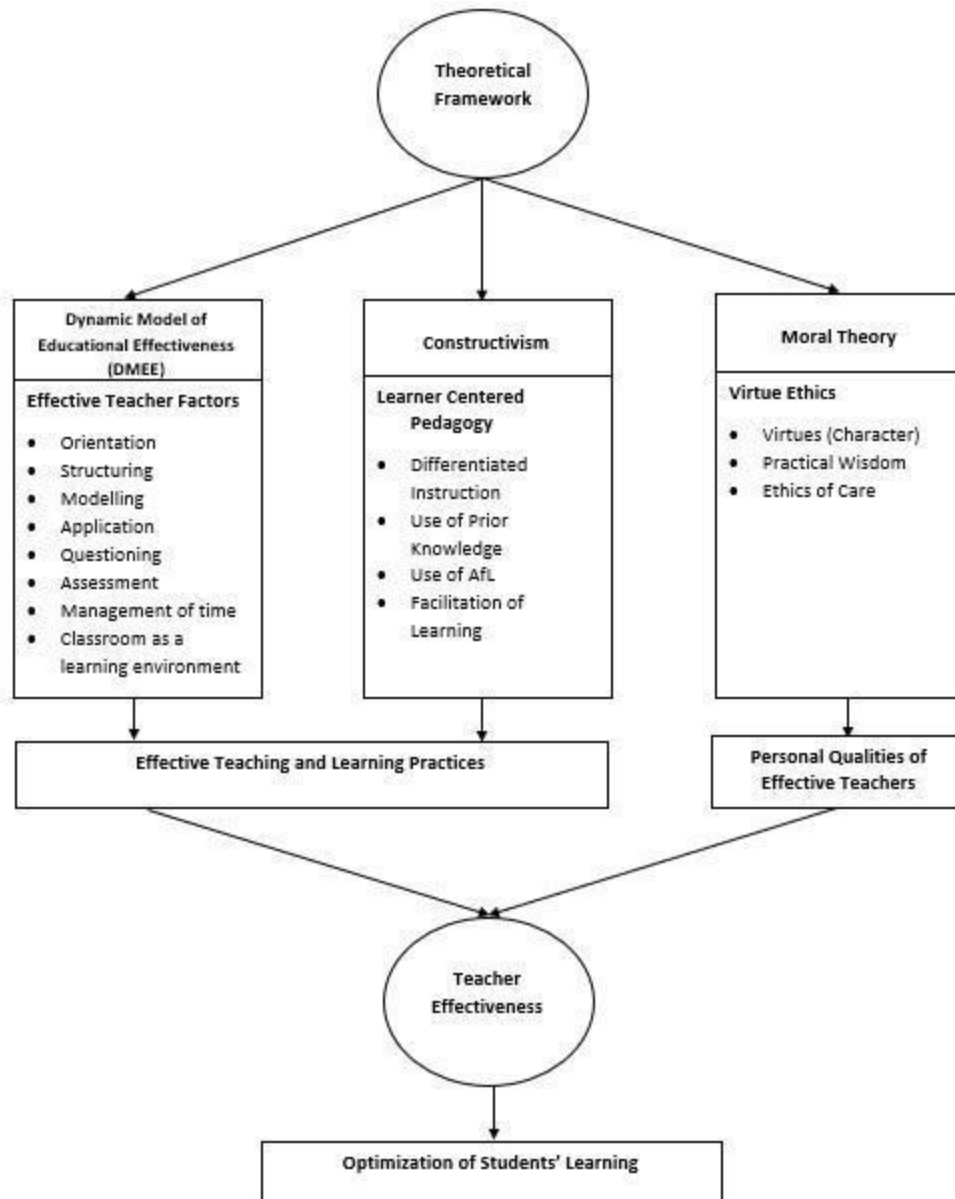 Theoretical
Framework
Dynamic Model of
Educational Effectiveness
(DMEE)
Effective Teacher Factors
• Orientation
• Structuring
• Modelling
• Application
• Questioning
• Assessment
• Management of time
• Classroom as a
learning environment
Constructivism
Learner Centered
Pedagogy
• Differentiated
Instruction
• Use of Prior
Knowledge
• Use of AfL
• Facilitation of
Learning
Moral Theory
Virtue Ethics
• Virtues (Character)
• Practical Wisdom
• Ethics of Care
Effective Teaching and Learning Practices
Personal Qualities of
Effective Teachers
Teacher
Effectiveness
Optimization of Students’ Learning